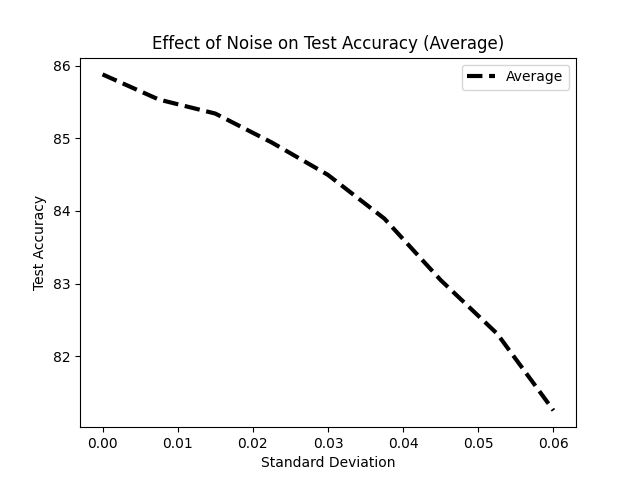 Effect of Noise on Test Accuracy (Average)
Average
86
85
84
83
82
Test Accuracy
0.00 0.01 0.02 0.03 0.04 0.05 0.06
Standard Deviation